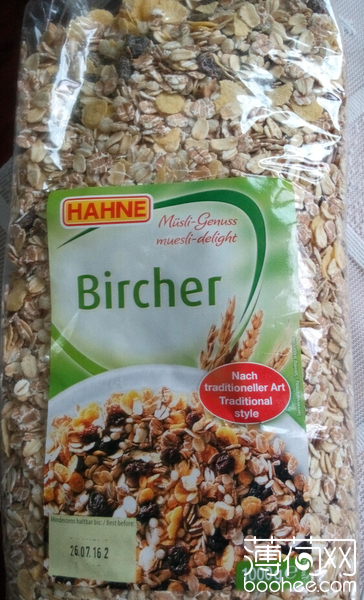 HAHNE
Müsli-Genuss
muesli-delight
Bircher
Nach
traditioneller Art
Traditional
style
Mindestens haltbar bis: / Best before:
26.07.16 2
1000 g
薄荷网
boohee.com